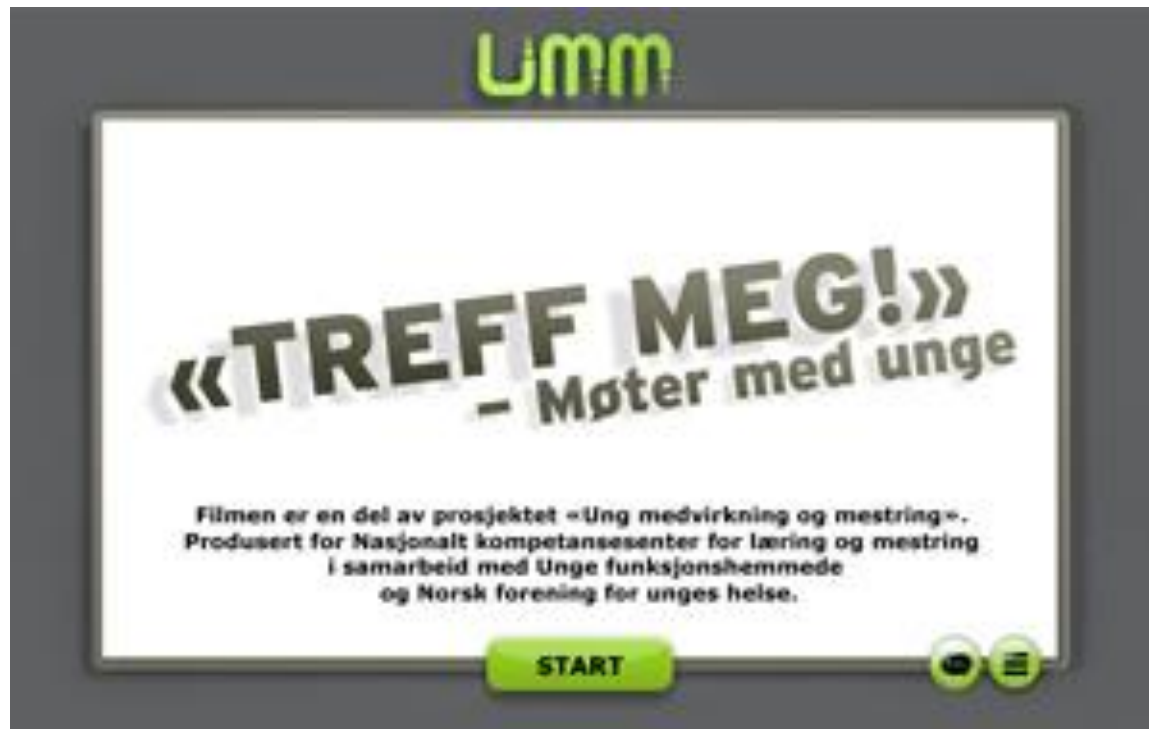 UMM
«TREFF MEG!»
– Møter med unge
Filmen er en del av prosjektet «Ung medvirkning og mestring».
Produsert for Nasjonalt kompetansesenter for læring og mestring
i samarbeid med Unge funksjonshemmede
og Norsk forening for unges helse.
START